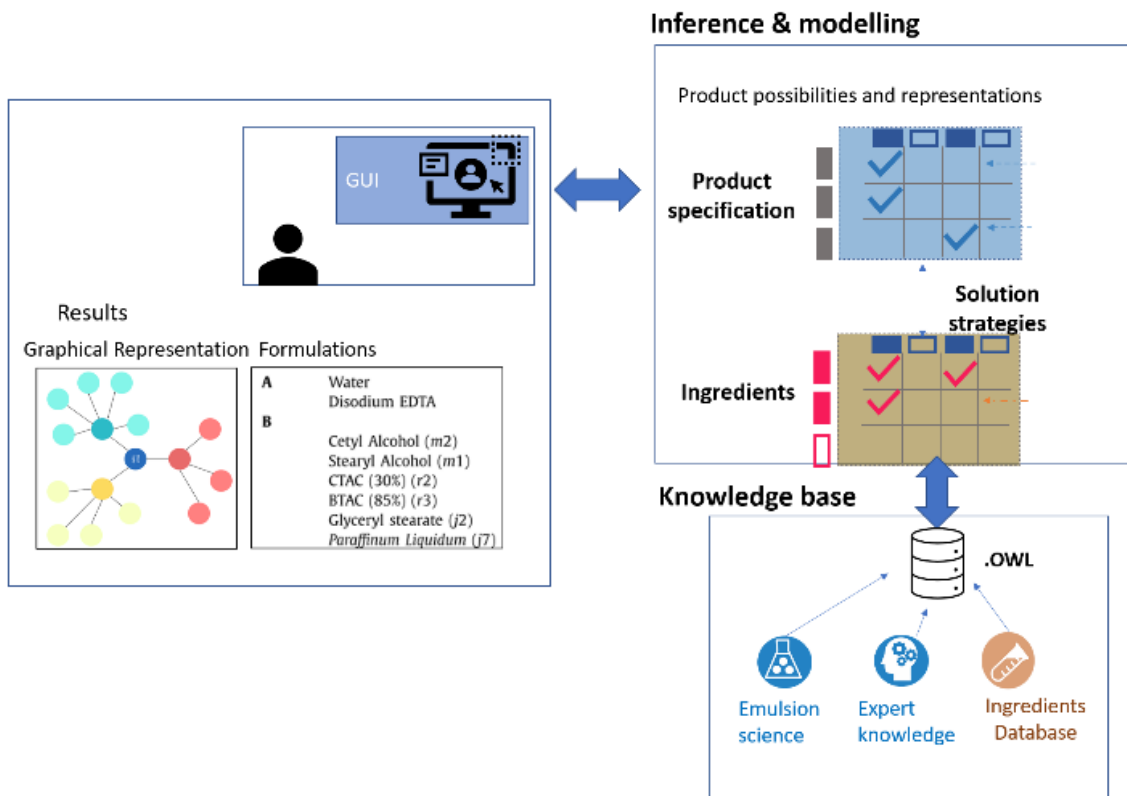 Inference & modelling
Product possibilities and representations
GUI
Product
specification
Results
Solution
strategies
Graphical Representation
Formulations
A Water
Disodium EDTA
B
Cetyl Alcohol (m2)
Stearyl Alcohol (m1)
CTAC (30%) (r2)
BTAC (85%) (r3)
Glyceryl stearate (j2)
Paraffinum Liquidum (j7)
Ingredients
Knowledge base
.OWL
Emulsion
science
Expert
knowledge
Ingredients
Database